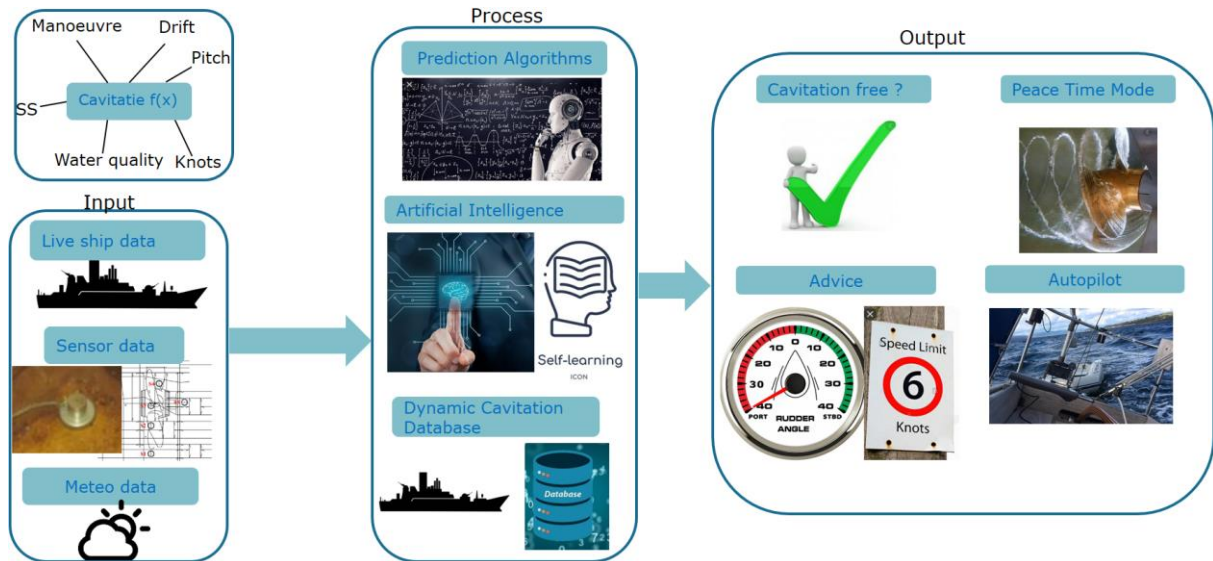 Manoeuvre
Drift
Pitch
Cavitatie f(x)
SS
Water quality
Knots
Input
Live ship data
Sensor data
Meteo data
Process
Prediction Algorithms
Artificial Intelligence
Self-learning
ICON
Dynamic Cavitation
Database
Database
Output
Cavitation free ?
Peace Time Mode
Advice
0
10
10
20
20
30
30
40
40
PORT
STBD
RUDDER
ANGLE
Speed Limit
6
Knots
Autopilot